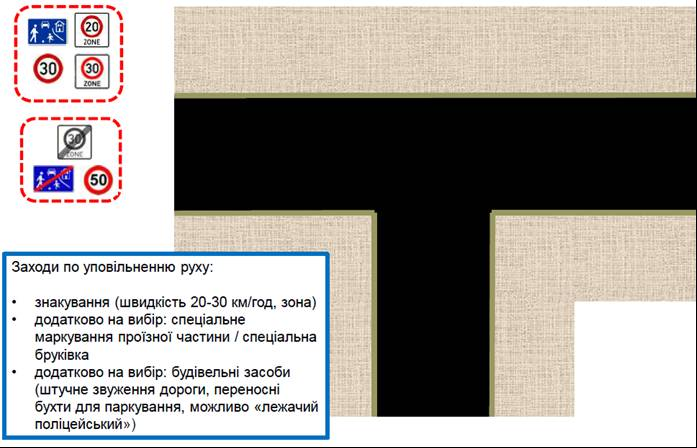 20
ZONE
30
30
ZONE
30
ZONE
50
Заходи по уповільненню руху:
• знакування (швидкість 20-30 км/год, зона)
• додатково на вибір: спеціальне
маркування проїзної частини / спеціальна
бруківка
• додатково на вибір: будівельні засоби
(штучне звуження дороги, переносні
бухти для паркування, можливо «лежачий
поліцейський»)